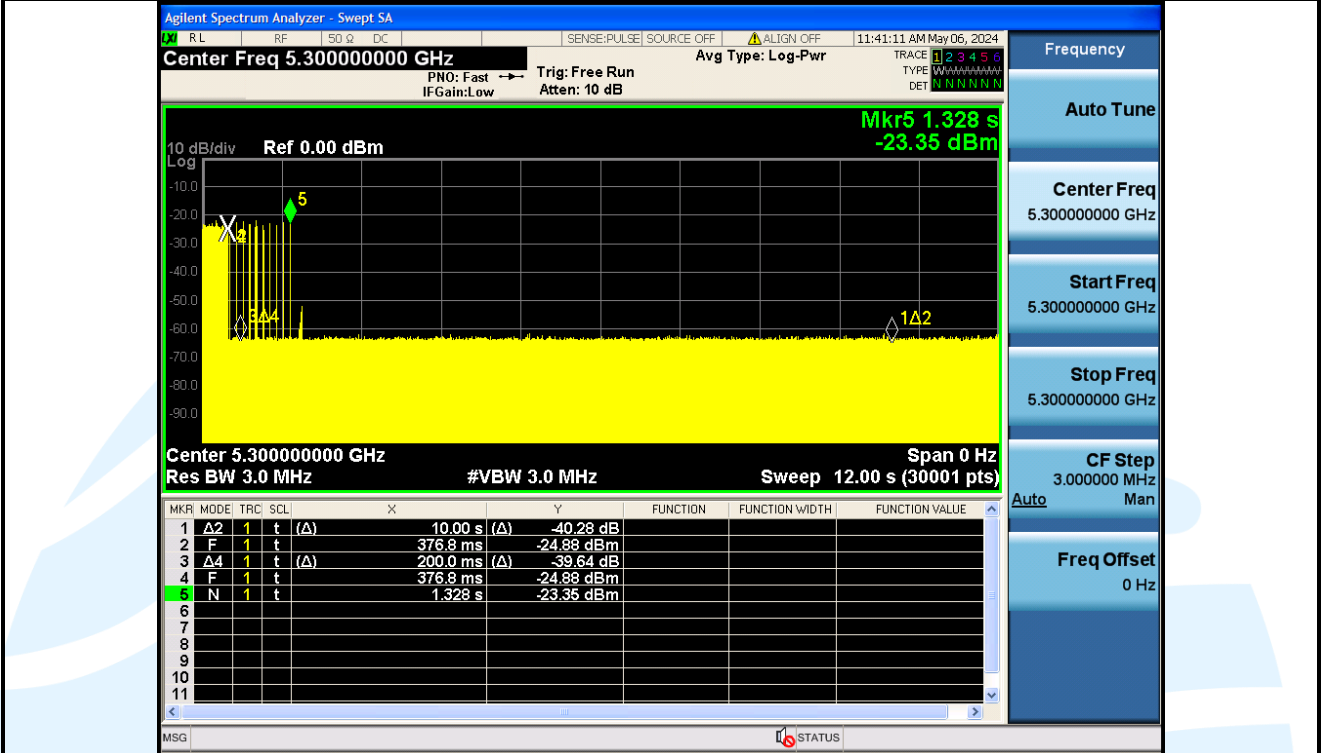 Agilent Spectrum Analyzer - Swept SA
LXI RL RF 50 Ω DC SENSE:PULSE SOURCE OFF ALIGN OFF 11:41:11 AM May 06, 2024
Center Freq 5.300000000 GHz
PNO: Fast
IFGain:Low
Trig: Free Run
Atten: 10 dB
Avg Type: Log-Pwr
TRACE 1 2 3 4 5 6
TYPE W
DET N N N N N N
Mkr5 1.328 s
-23.35 dBm
10 dB/div Ref 0.00 dBm
Log
-10.0
-20.0
-30.0
-40.0
-50.0
-60.0
-70.0
-80.0
-90.0
5
3Δ4
1Δ2
Center 5.300000000 GHz Span 0 Hz
Res BW 3.0 MHz #VBW 3.0 MHz Sweep 12.00 s (30001 pts)
MKR MODE TRC SCL X Y FUNCTION FUNCTION WIDTH FUNCTION VALUE
1 Δ2 1 t (Δ) 10.00 s (Δ) -40.28 dB
2 F 1 t 376.8 ms -24.88 dBm
3 Δ4 1 t (Δ) 200.0 ms (Δ) -39.64 dB
4 F 1 t 376.8 ms -24.88 dBm
5 N 1 t 1.328 s -23.35 dBm
6
7
8
9
10
11
MSG STATUS
Frequency
Auto Tune
Center Freq
5.300000000 GHz
Start Freq
5.300000000 GHz
Stop Freq
5.300000000 GHz
CF Step
3.000000 MHz
Auto Man
Freq Offset
0 Hz